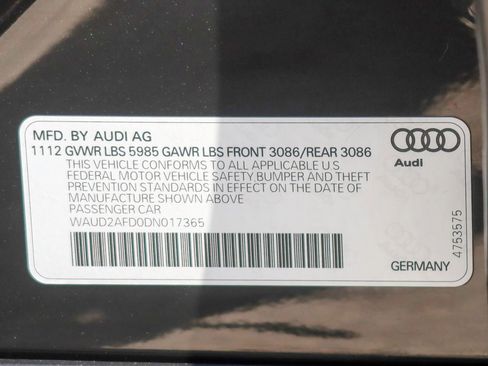 MFD. BY AUDI AG
1112 GVWR LBS 5985 GAWR LBS FRONT 3086/REAR 3086
THIS VEHICLE CONFORMS TO ALL APPLICABLE U S
FEDERAL MOTOR VEHICLE SAFETY, BUMPER AND THEFT
PREVENTION STANDARDS IN EFFECT ON THE DATE OF
MANUFACTURE SHOWN ABOVE
PASSENGER CAR
WAUD2AFD0DN017365
Audi
GERMANY
4753575